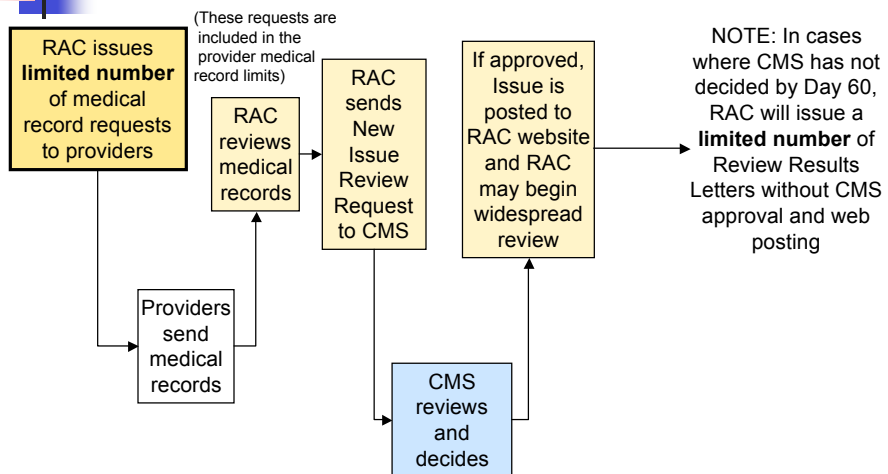 RAC issues
limited number
of medical
record requests
to providers
(These requests are
included in the
provider medical
record limits)
Providers
send
medical
records
RAC
reviews
medical
records
RAC
sends
New
Issue
Review
Request
to CMS
CMS
reviews
and
decides
If approved,
Issue is
posted to
RAC website
and RAC
may begin
widespread
review
NOTE: In cases
where CMS has not
decided by Day 60,
RAC will issue a
limited number of
Review Results
Letters without CMS
approval and web
posting